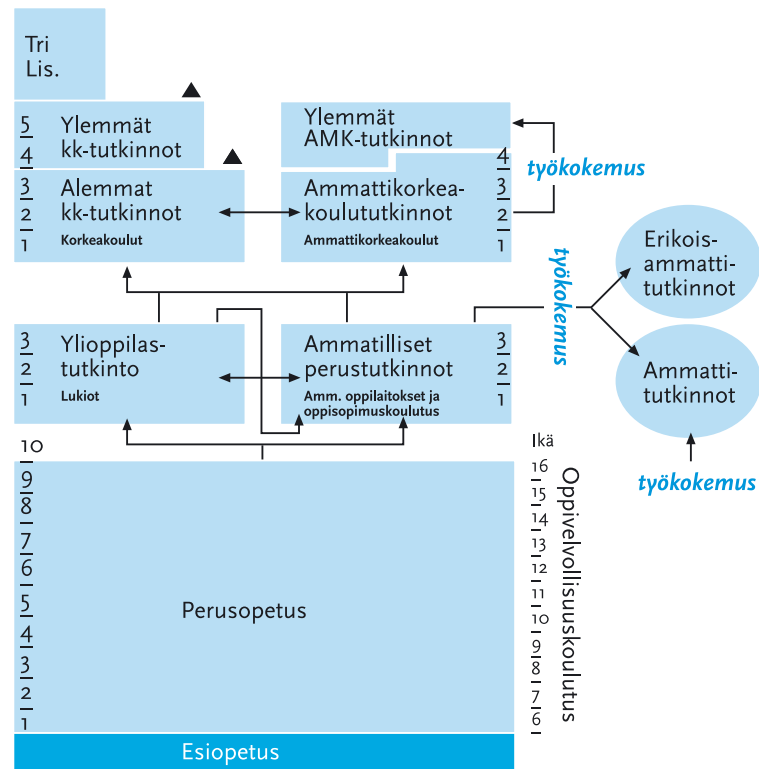 Tri
Lis.
5
4
Ylemmät
kk-tutkinnot
Ylemmät
AMK-tutkinnot
4
3
2
1
työkokemus
3
2
1
Alemmat
kk-tutkinnot
Korkeakoulut
Ammattikorkea-
koulututkinnot
Ammattikorkeakoulut
työkokemus
Erikois-
ammatti-
tutkinnot
3
2
1
Ylioppilas-
tutkinto
Lukiot
Ammatilliset
perustutkinnot
Amm. oppilaitokset ja
oppisopimuskoulutus
3
2
1
Ammatti-
tutkinnot
työkokemus
10
9
8
7
6
5
4
3
2
1
Perusopetus
Ikä
16
15
14
13
12
11
10
9
8
7
6
Oppivelvollisuuskoulutus
Esiopetus